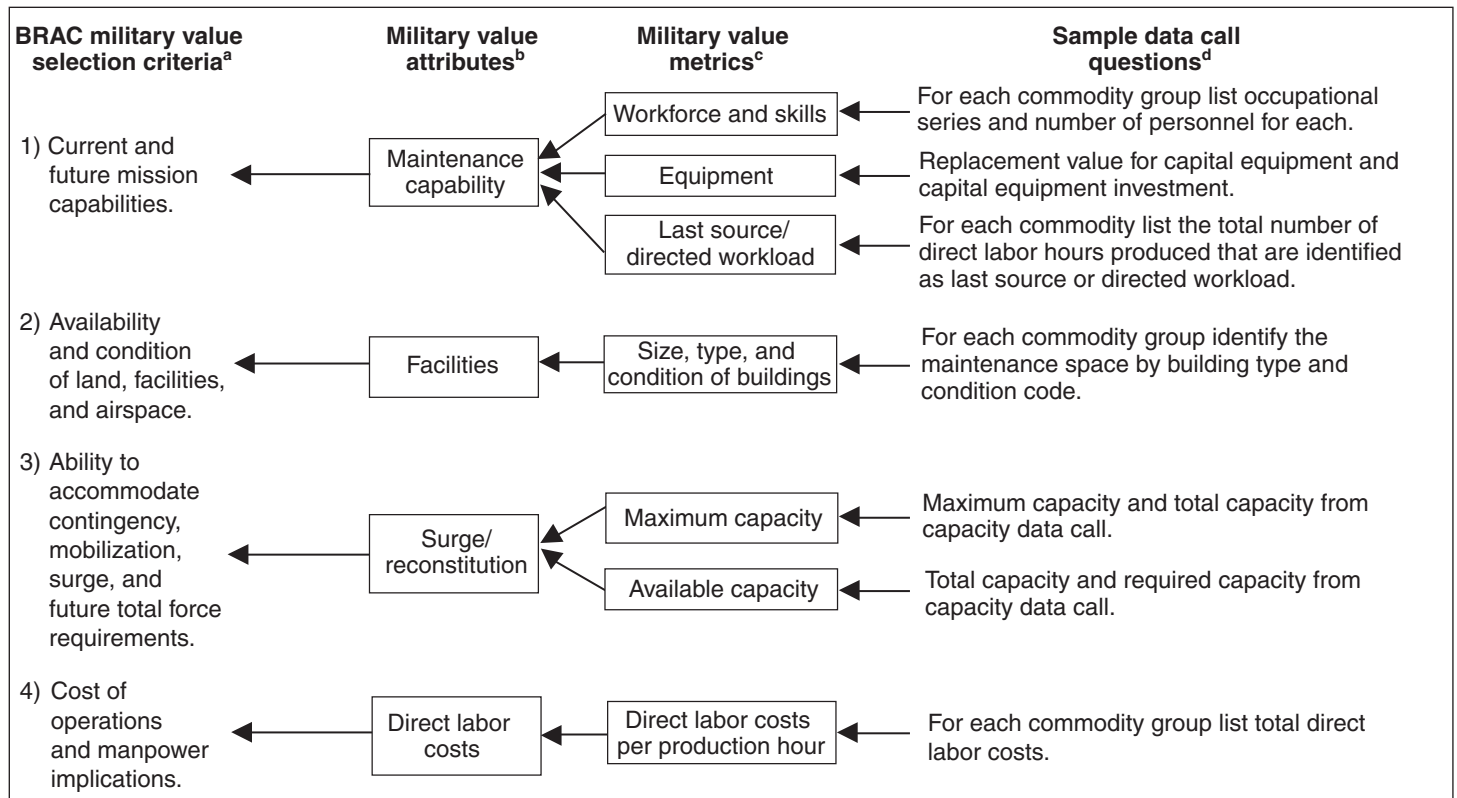 BRAC military value
selection criteriaa
Military value
attributesb
Military value
metricsc
Sample data call
questionsd
1) Current and
future mission
capabilities.
Maintenance
capability
Workforce and skills
For each commodity group list occupational
series and number of personnel for each.
Equipment
Replacement value for capital equipment and
capital equipment investment.
Last source/
directed workload
For each commodity list the total number of
direct labor hours produced that are identified
as last source or directed workload.
2) Availability
and condition
of land, facilities,
and airspace.
Facilities
Size, type, and
condition of buildings
For each commodity group identify the
maintenance space by building type and
condition code.
3) Ability to
accommodate
contingency,
mobilization,
surge, and
future total force
requirements.
Surge/
reconstitution
Maximum capacity
Maximum capacity and total capacity from
capacity data call.
Available capacity
Total capacity and required capacity from
capacity data call.
4) Cost of
operations
and manpower
implications.
Direct labor
costs
Direct labor costs
per production hour
For each commodity group list total direct
labor costs.